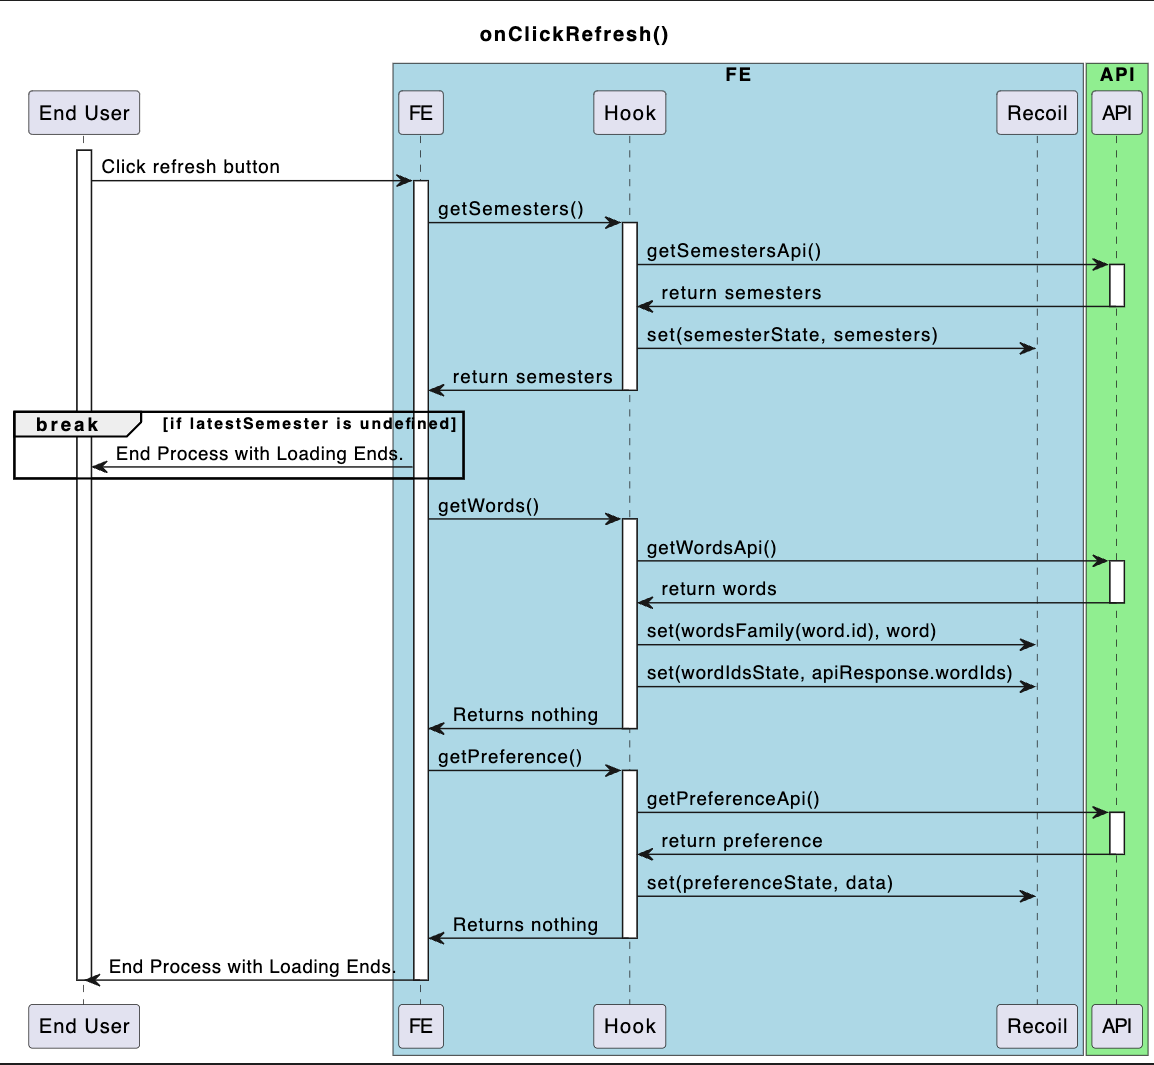 onClickRefresh()
FE
API
End User
FE
Hook
Recoil
API
Click refresh button
getSemesters()
getSemestersApi()
return semesters
set(semesterState, semesters)
return semesters
break
[if latestSemester is undefined]
End Process with Loading Ends.
getWords()
getWordsApi()
return words
set(wordsFamily(word.id), word)
set(wordIdsState, apiResponse.wordIds)
Returns nothing
getPreference()
getPreferenceApi()
return preference
set(preferenceState, data)
Returns nothing
End Process with Loading Ends.
End User
FE
Hook
Recoil
API